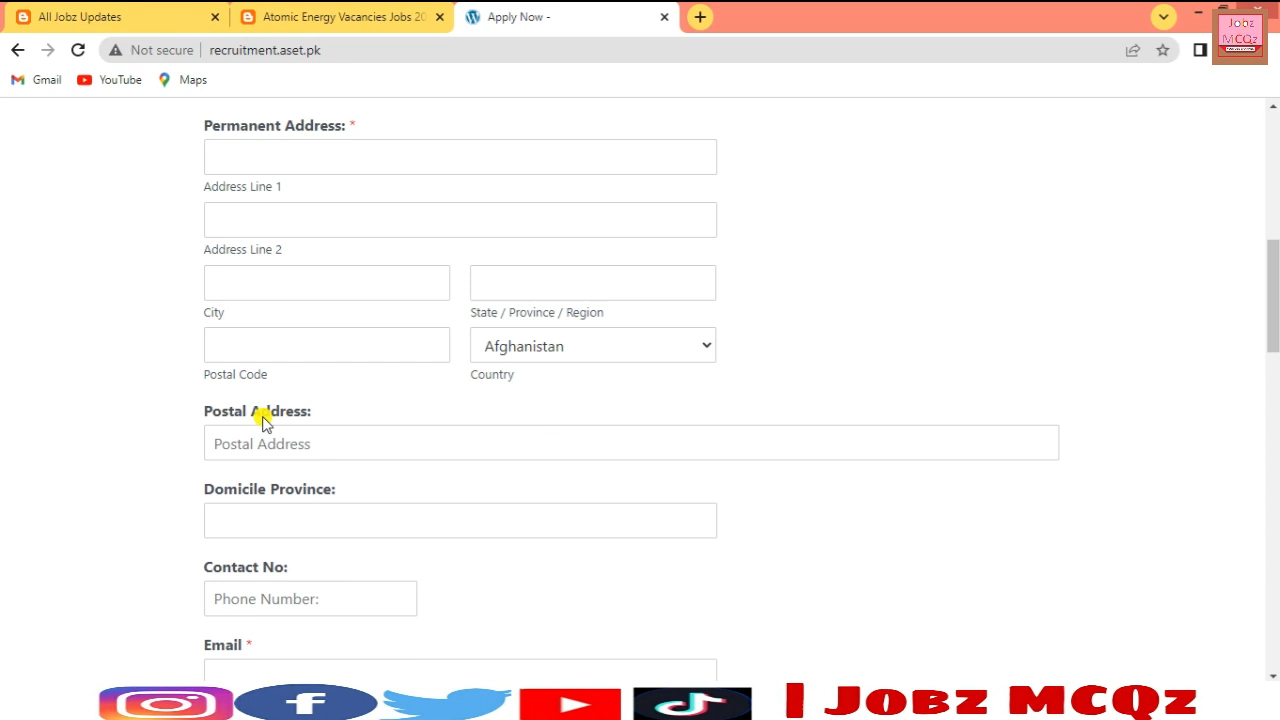 All Jobz Updates
Atomic Energy Vacancies Jobs 20
Apply Now -
Not secure
recruitment.aset.pk
Gmail
YouTube
Maps
Jobz
MCQz
Permanent Address: *
Address Line 1
Address Line 2
City
State / Province / Region
Postal Code
Afghanistan
Country
Postal Address:
Postal Address
Domicile Province:
Contact No:
Phone Number:
Email *
| Jobz MCQz